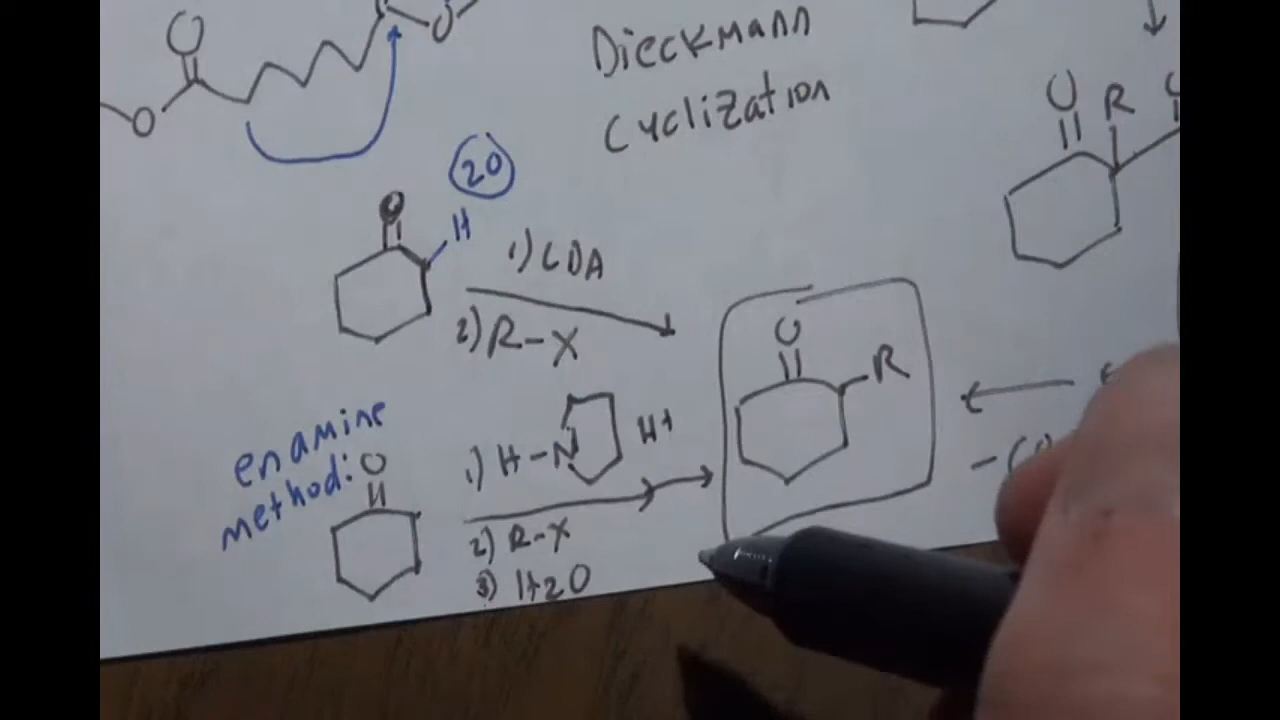 O
O
O
Dieckmann
cyclization
O
R
20
O
H
1) LDA
2) R-X
O
R
enamine
method:
O
1) H-N
H+
2) R-X
3) H2O